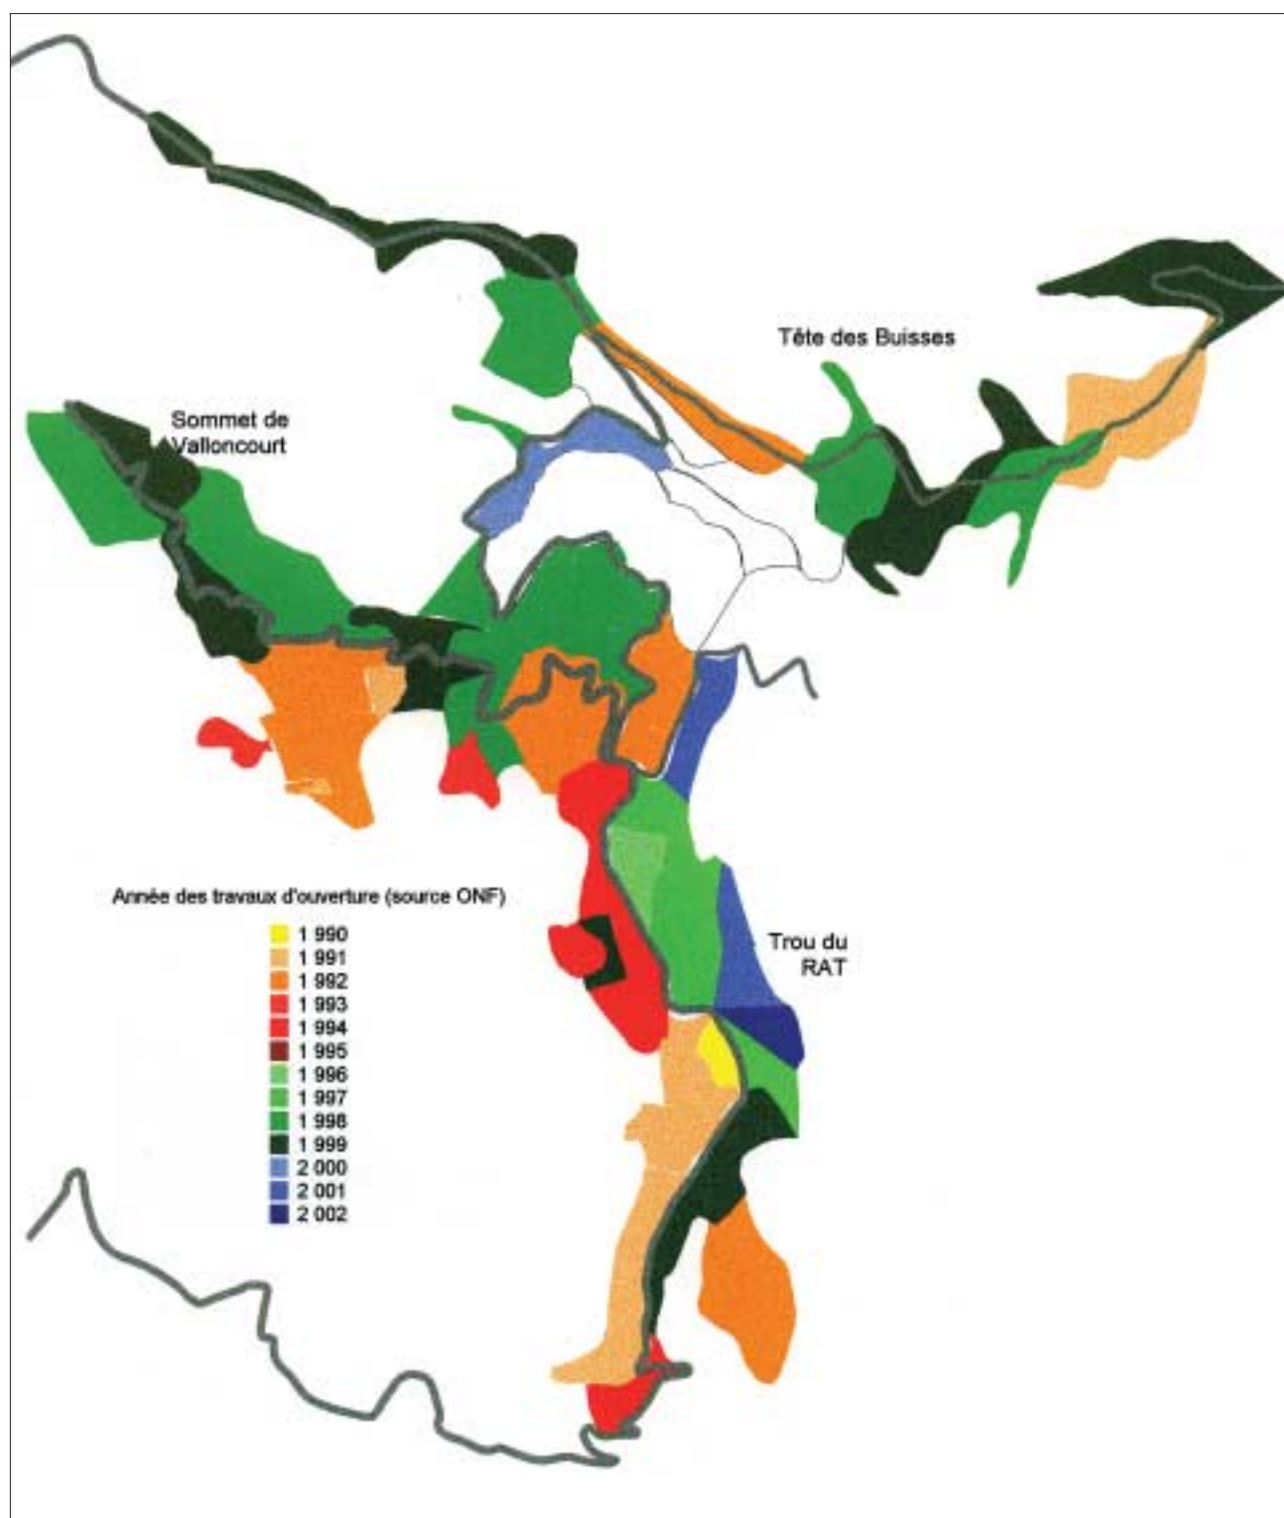 Tête des Buisses
Sommet de
Valloncourt
Année des travaux d'ouverture (source ONF)
1 990
1 991
1 992
1 993
1 994
1 995
1 996
1 997
1 998
1 999
2 000
2 001
2 002
Trou du
RAT